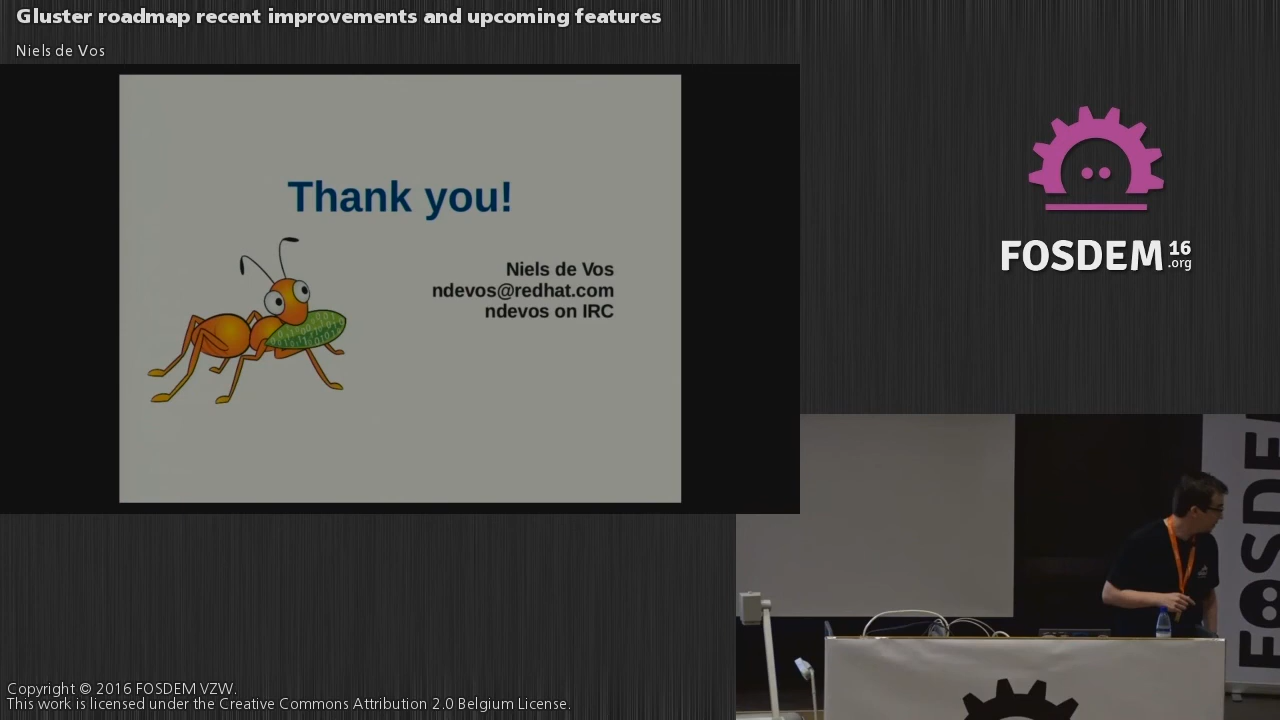 Gluster roadmap recent improvements and upcoming features
Niels de Vos
Thank you!
Niels de Vos
ndevos@redhat.com
ndevos on IRC
FOSDEM 16
.org
FOSDE
Copyright © 2016 FOSDEM VZW.
This work is licensed under the Creative Commons Attribution 2.0 Belgium License.